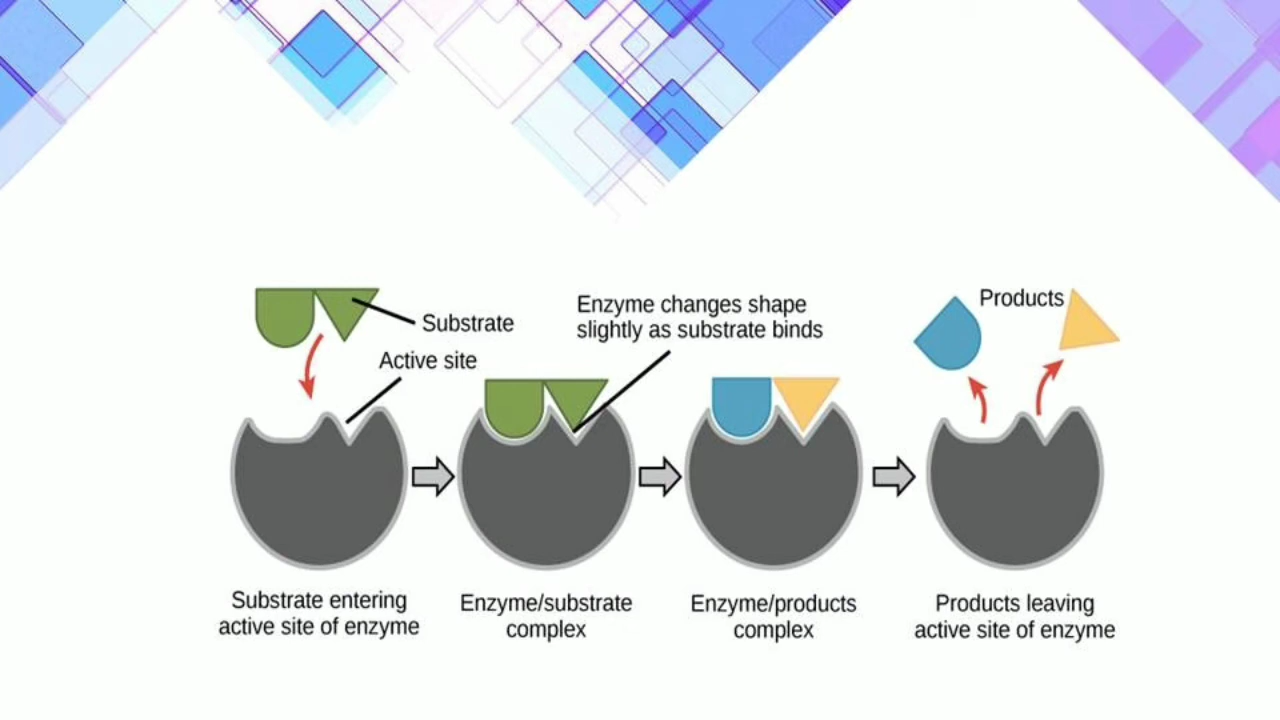 Substrate
Active site
Enzyme changes shape
slightly as substrate binds
Products
Substrate entering
active site of enzyme
Enzyme/substrate
complex
Enzyme/products
complex
Products leaving
active site of enzyme